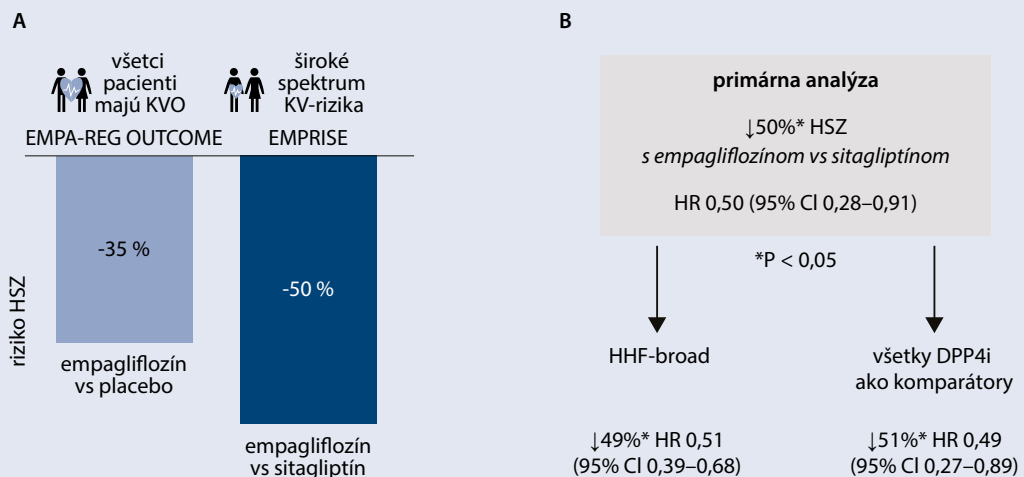 A
všetci
pacienti
majú KVO
široké
spektrum
KV-rizika
EMPA-REG OUTCOME
EMPRISE
riziko HSZ
-35 %
-50 %
empagliflozín
vs placebo
empagliflozín
vs sitagliptín
B
primárna analýza
↓50%* HSZ
s empagliflozínom vs sitagliptínom
HR 0,50 (95% CI 0,28–0,91)
*P < 0,05
HHF-broad
↓49%* HR 0,51
(95% CI 0,39–0,68)
všetky DPP4i
ako komparátory
↓51%* HR 0,49
(95% CI 0,27–0,89)